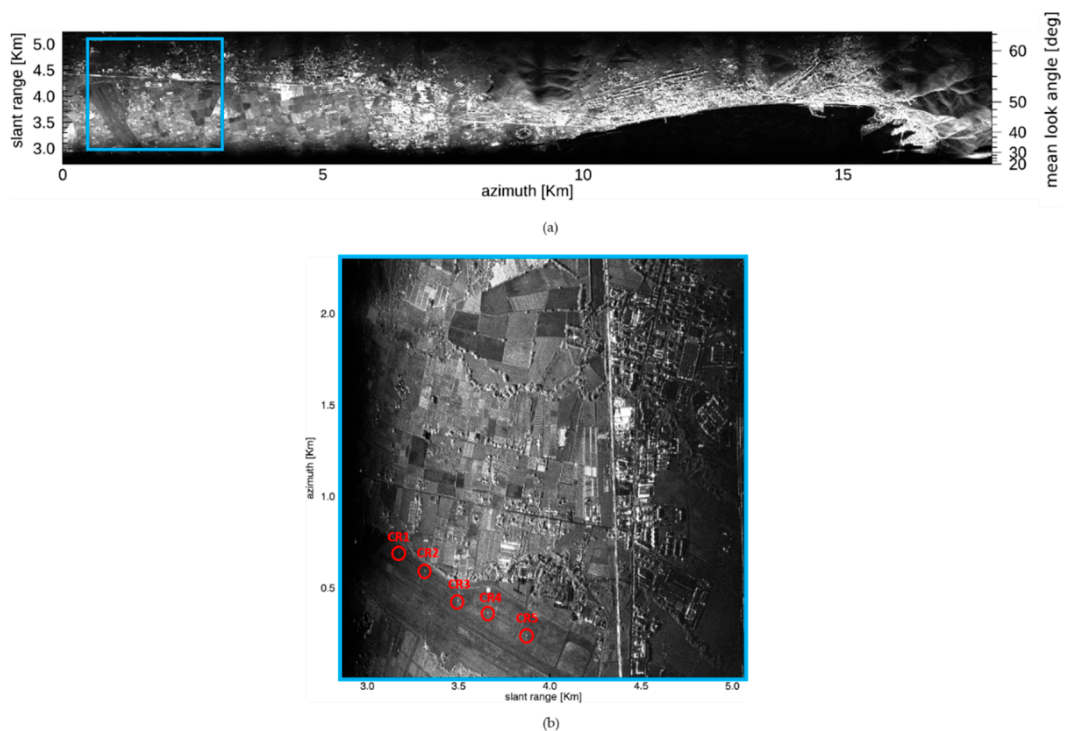 5.0
4.5
4.0
3.5
3.0
slant range [Km]
60
50
40
30
20
mean look angle [deg]
0 5 10 15
azimuth [Km]
(a)
2.0
1.5
1.0
0.5
azimuth [Km]
CR1
CR2
CR3
CR4
CR5
3.0 3.5 4.0 4.5 5.0
slant range [Km]
(b)